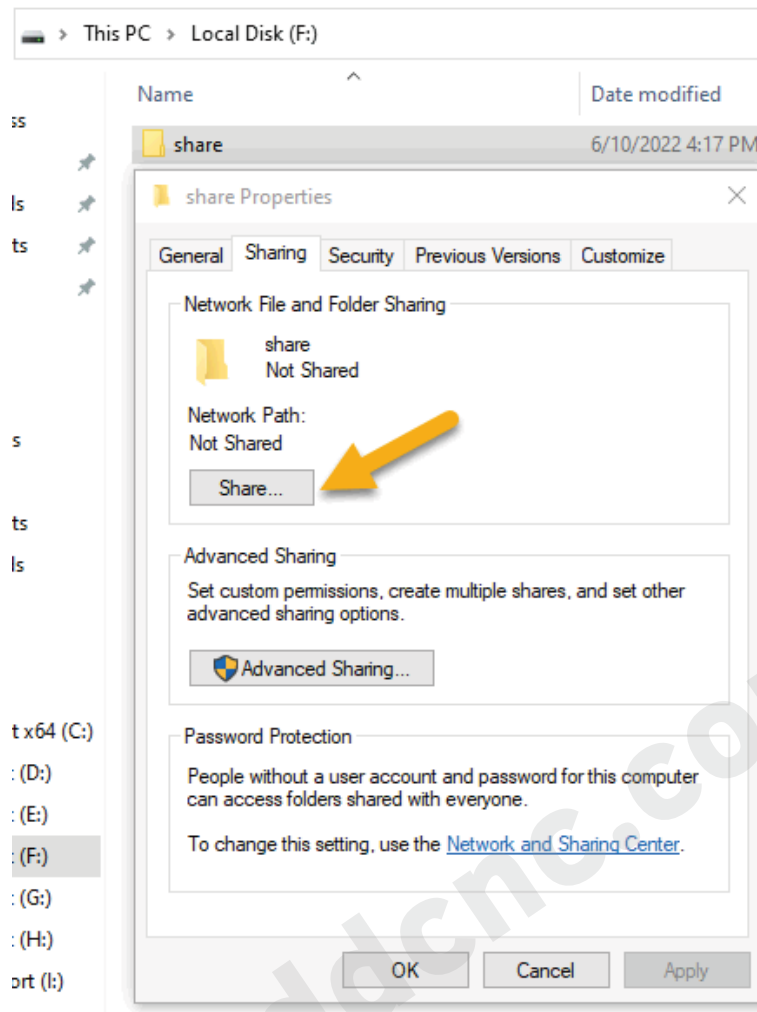 This PC > Local Disk (F:)
Name
Date modified
ss
share
6/10/2022 4:17 PM
share Properties
ls
ts
General Sharing Security Previous Versions Customize
Network File and Folder Sharing
share
Not Shared
Network Path:
Not Shared
s
Share...
ts
ls
Advanced Sharing
Set custom permissions, create multiple shares, and set other
advanced sharing options.
Advanced Sharing...
t x64 (C:)
Password Protection
: (D:)
People without a user account and password for this computer
can access folders shared with everyone.
: (E:)
To change this setting, use the Network and Sharing Center.
: (F:)
: (G:)
: (H:)
OK Cancel Apply
ort (I:)
ddcnc.co